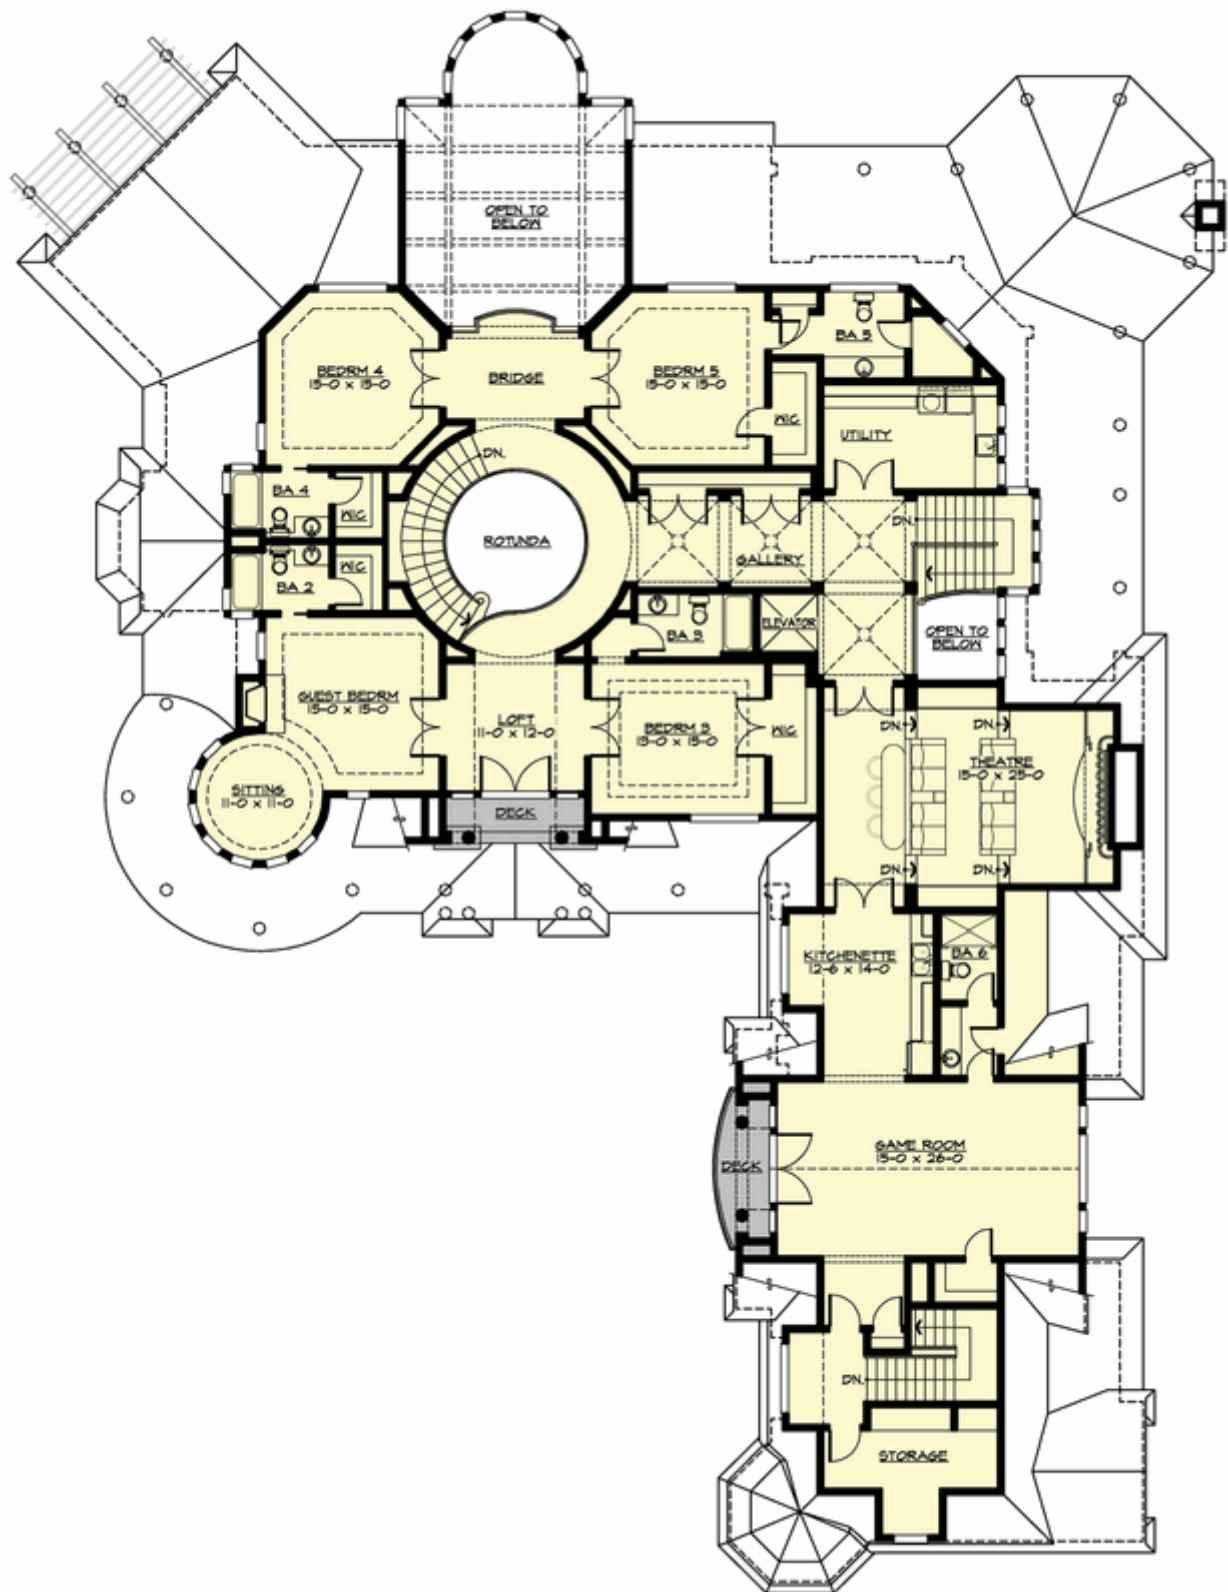 OPEN TO
BELOW
BA 5
BEDRM 4
15-0 x 15-0
BRIDGE
BEDRM 5
15-0 x 15-0
WIC
UTILITY
DN.
BA 4
WIC
ROTUNDA
DN.
GALLERY
WIC
BA 2
BA 3
ELEVATOR
OPEN TO
BELOW
GUEST BEDRM
15-0 x 15-0
LOFT
11-0 x 12-0
BEDRM 3
13-0 x 15-0
WIC
DN.
DN.
THEATRE
15-0 x 25-0
SITTING
11-0 x 11-0
DECK
DN.
DN.
KITCHENETTE
12-6 x 14-0
BA 6
GAME ROOM
15-0 x 26-0
DECK
DN.
STORAGE